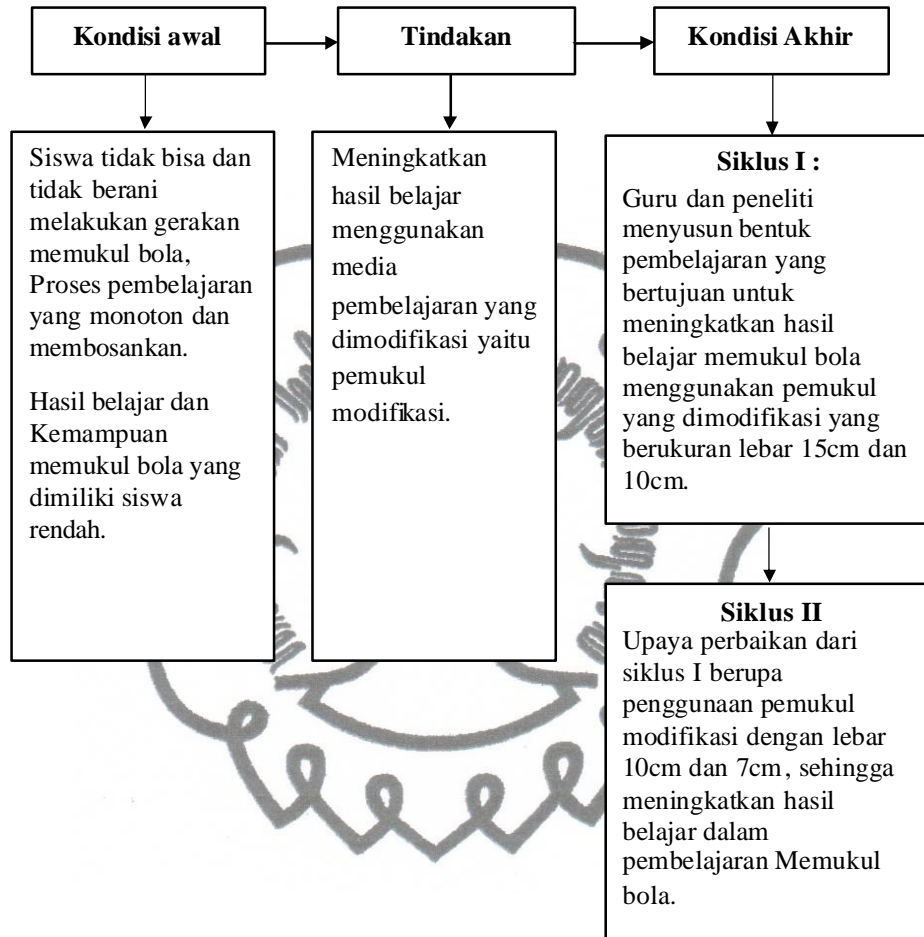 Kondisi awal
Tindakan
Kondisi Akhir
Siswa tidak bisa dan
tidak berani
melakukan gerakan
memukul bola,
Proses pembelajaran
yang monoton dan
membosankan.
Hasil belajar dan
Kemampuan
memukul bola yang
dimiliki siswa
rendah.
Meningkatkan
hasil belajar
menggunakan
media
pembelajaran yang
dimodifikasi yaitu
pemukul
modifikasi.
Siklus I :
Guru dan peneliti
menyusun bentuk
pembelajaran yang
bertujuan untuk
meningkatkan hasil
belajar memukul bola
menggunakan pemukul
yang dimodifikasi yang
berukuran lebar 15cm dan
10cm.
Siklus II
Upaya perbaikan dari
siklus I berupa
penggunaan pemukul
modifikasi dengan lebar
10cm dan 7cm, sehingga
meningkatkan hasil
belajar dalam
pembelajaran Memukul
bola.